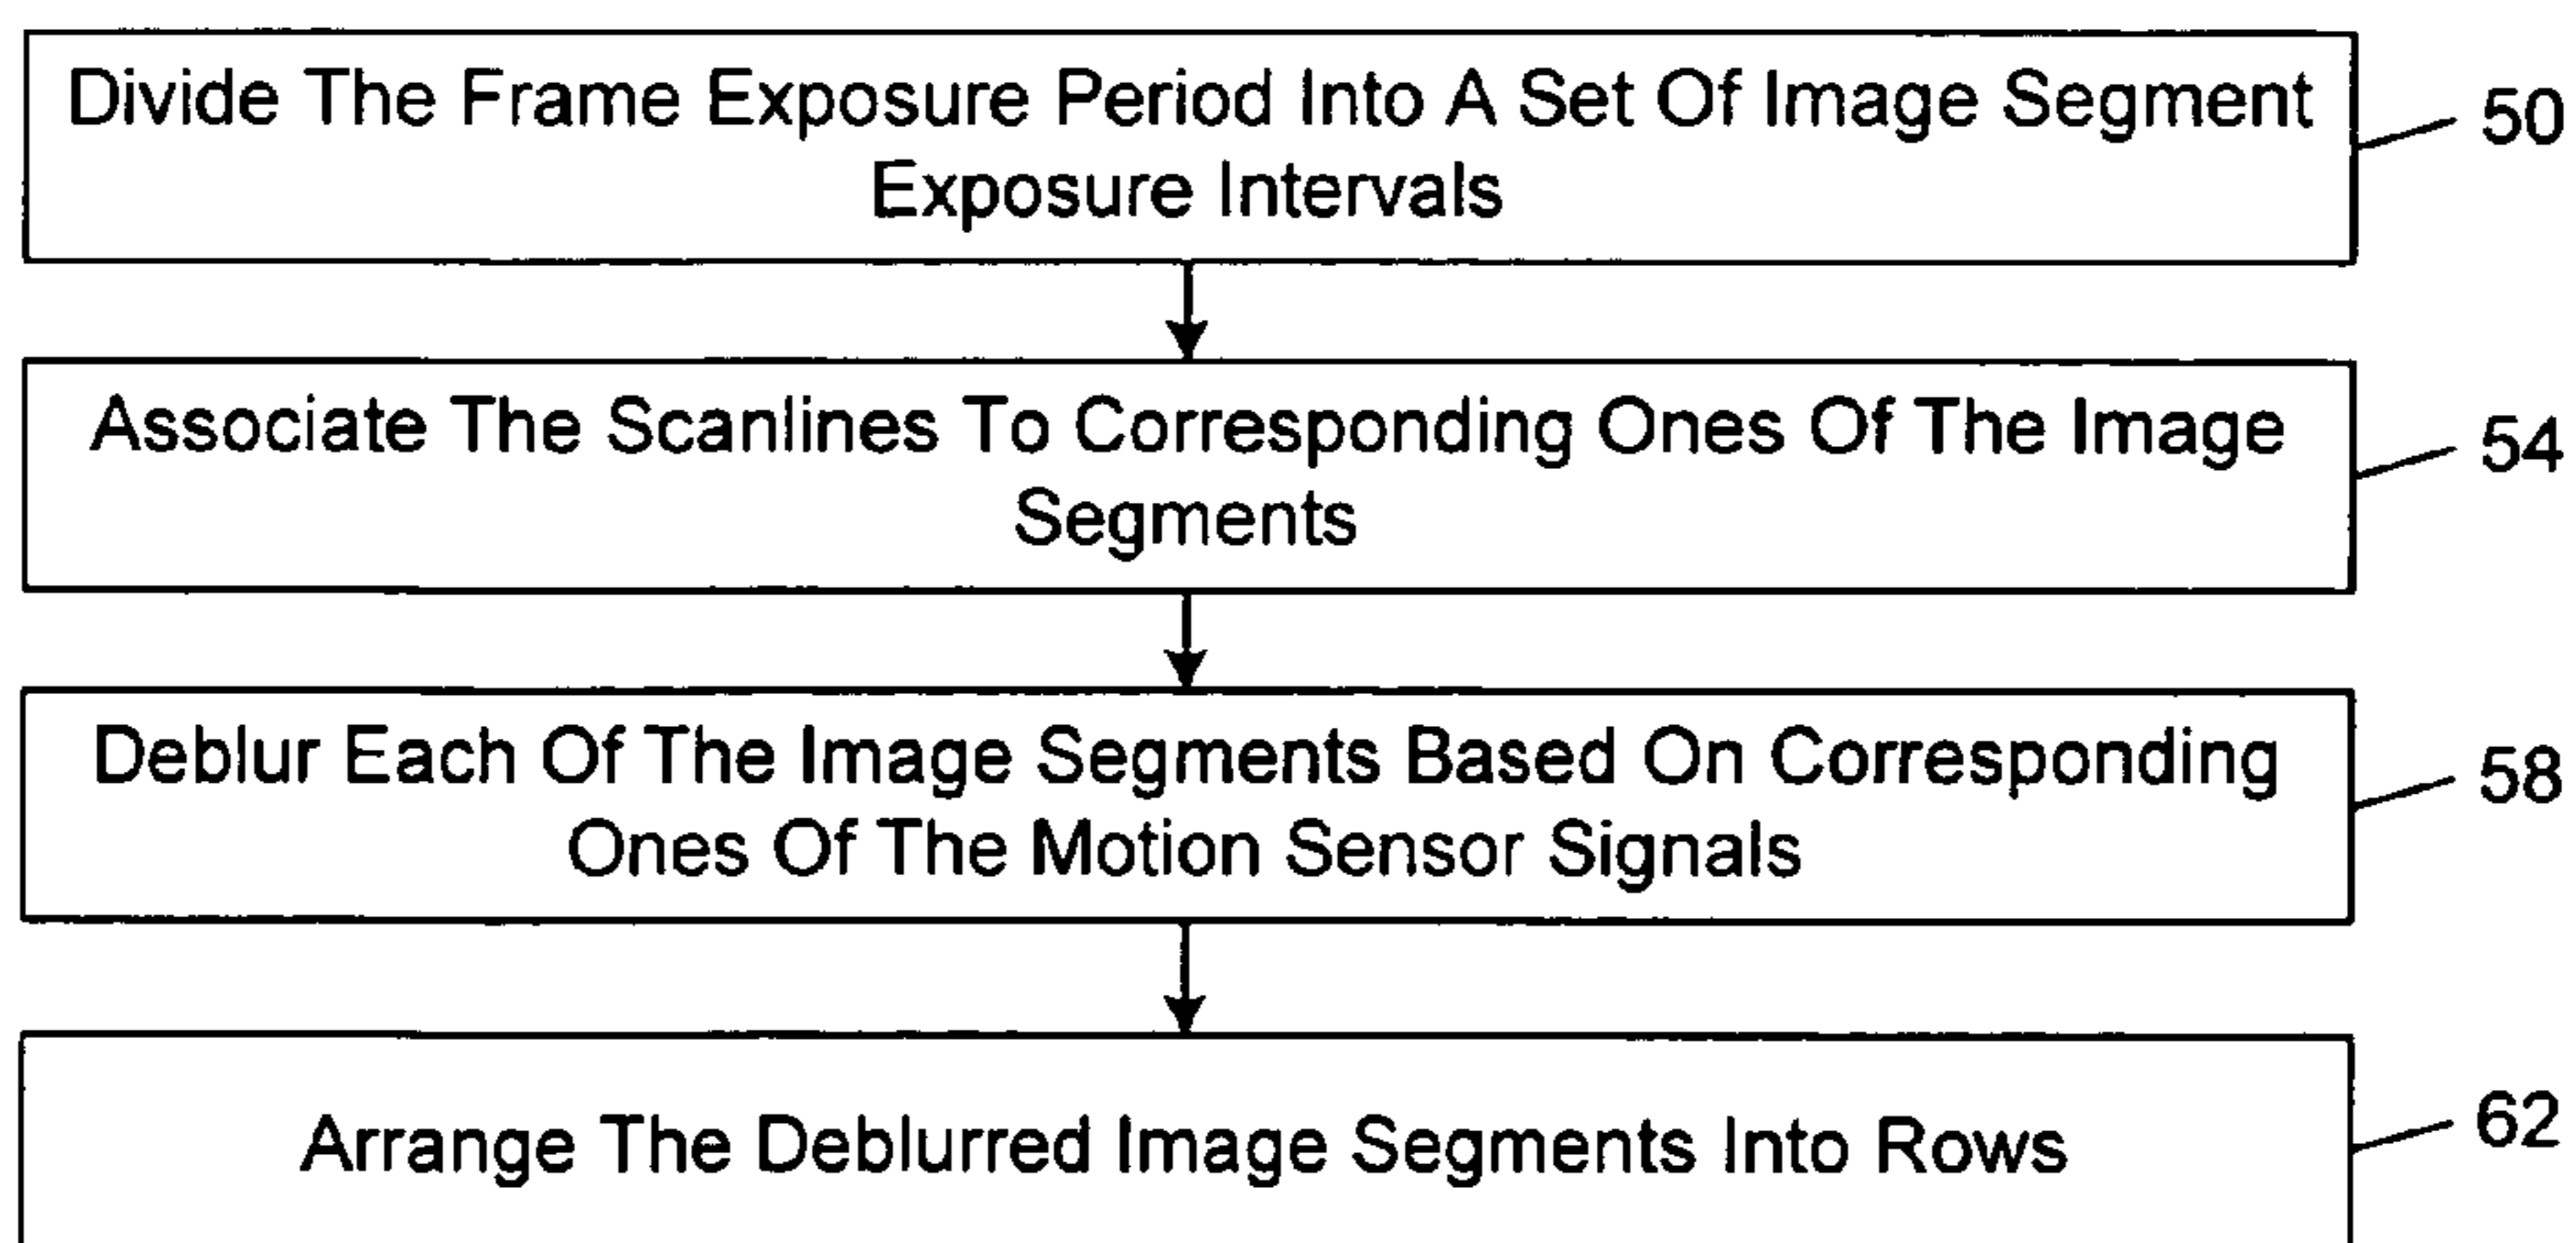 Divide The Frame Exposure Period Into A Set Of Image Segment
Exposure Intervals
50
Associate The Scanlines To Corresponding Ones Of The Image
Segments
54
Deblur Each Of The Image Segments Based On Corresponding
Ones Of The Motion Sensor Signals
58
Arrange The Deblurred Image Segments Into Rows
62